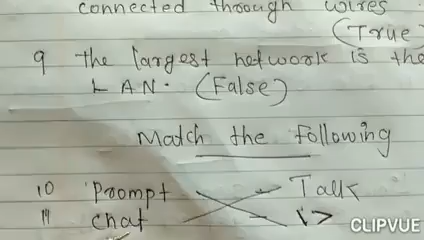 connected through wires
(True)
9 the largest network is the
LAN. (False)
Match the following
10 Prompt Talk
11 chat \>
CLIPVUE